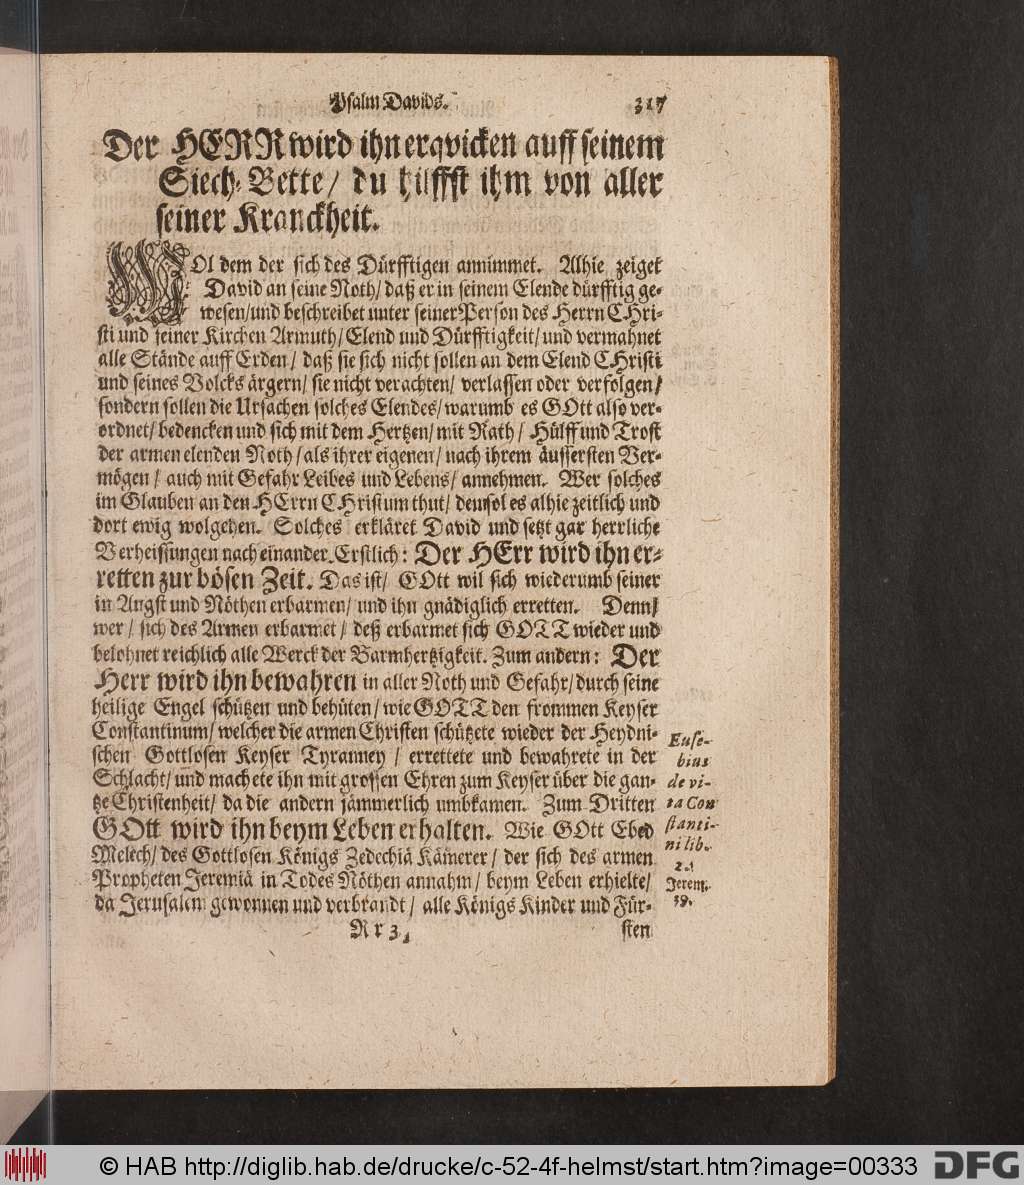 Psalm Davids. 317
Der HERR wird ihn erqvicken auff seinem
Siech-Bette/ du hilffst ihm von aller
seiner Kranckheit.
WOl dem der sich des Dürfftigen annimmet. Alhie zeiget
David an seine Noth/ daß er in seinem Elende dürfftig ge-
wesen/und beschreibet unter seiner Person des Herrn CHri-
sti und seiner Kirchen Armuth/ Elend und Dürfftigkeit/ und vermahnet
alle Stände auff Erden/ daß sie sich nicht sollen an dem Elend CHristi
und seines Volcks ärgern/ sie nicht verachten/ verlassen oder verfolgen/
sondern sollen die Ursachen solches Elendes/ warumb es GOtt also ver-
ordnet/ bedencken und sich mit dem Hertzen/ mit Rath/ Hülff und Trost
der armen elenden Noth/ als ihrer eigenen/ nach ihrem äussersten Ver-
mögen/ auch mit Gefahr Leibes und Lebens/ annehmen. Wer solches
im Glauben an den HErrn CHristum thut/ dem sol es alhie zeitlich und
dort ewig wolgehen. Solches erkläret David und setzt gar herrliche
Verheissungen nach einander. Erstlich: Der HErr wird ihn er-
retten zur bösen Zeit. Das ist/ GOtt wil sich wiederumb seiner
in Angst und Nöthen erbarmen/ und ihn gnädiglich erretten. Denn/
wer/ sich des Armen erbarmet/ deß erbarmet sich GOTT wieder und
belohnet reichlich alle Werck der Barmhertzigkeit. Zum andern: Der
Herr wird ihn bewahren in aller Noth und Gefahr/ durch seine
heilige Engel schützen und behüten/ wie GOTT den frommen Keyser
Constantinum/ welcher die armen Christen schützete wieder der Heydni-
schen Gottlosen Keyser Tyranney/ errettete und bewahrete in der
Schlacht/ und machete ihn mit grossen Ehren zum Keyser über die gan-
tze Christenheit/ da die andern jämmerlich umbkamen. Zum Dritten
GOtt wird ihn beym Leben erhalten. Wie GOtt Ebed
Melech/ des Gottlosen Königs Zedechiä Kämerer/ der sich des armen
Propheten Jeremiä in Todes Nöthen annahm/ beym Leben erhielte/
da Jerusalem gewonnen und verbrandt/ alle Königs Kinder und Für-
Rr 3 sten
Euse-
bius
de vi-
ta Con
stanti-
ni lib.
2.
Jerem.
39.
© HAB http://diglib.hab.de/drucke/c-52-4f-helmst/start.htm?image=00333 DFG